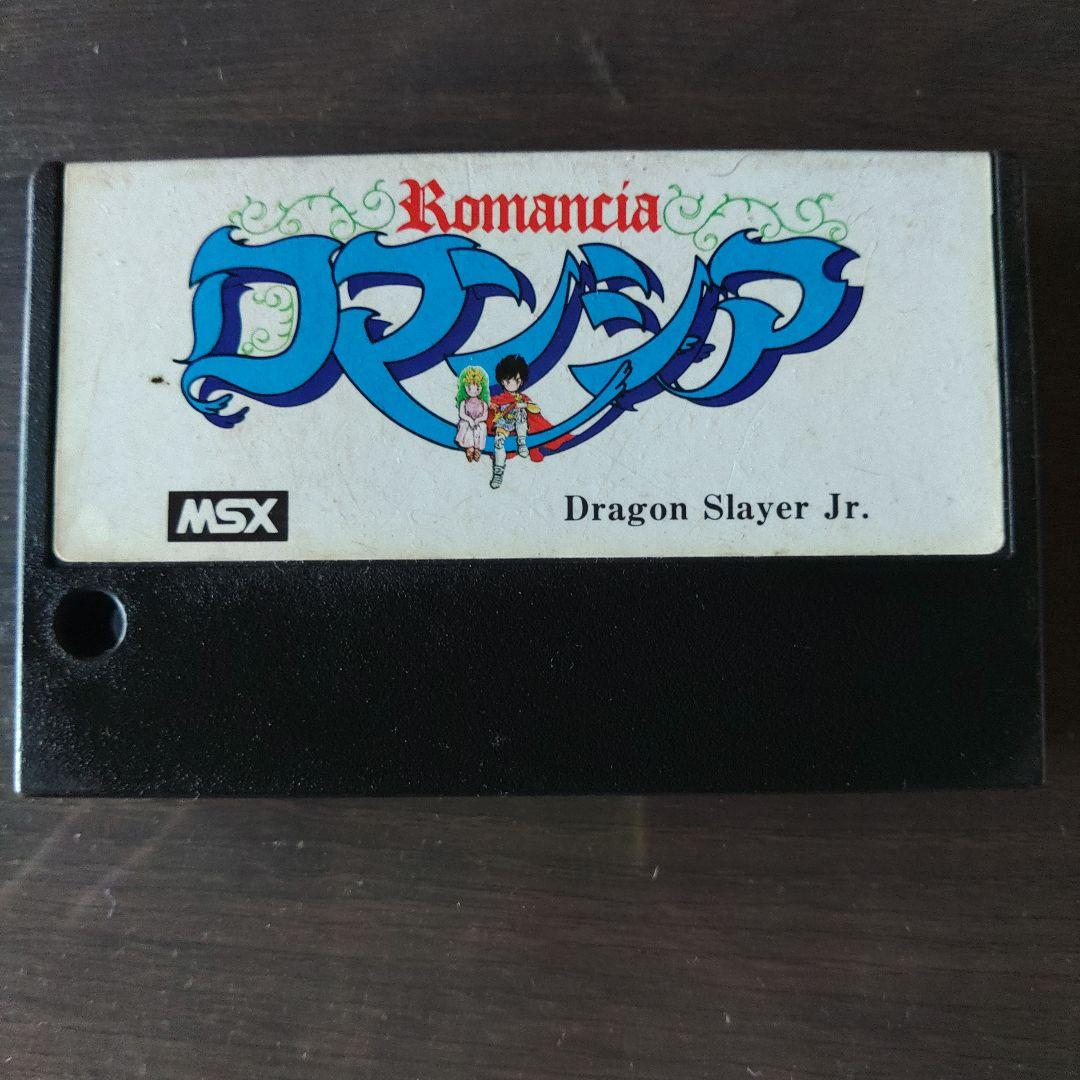 Romancia
ロマンシア
MSX
Dragon Slayer Jr.